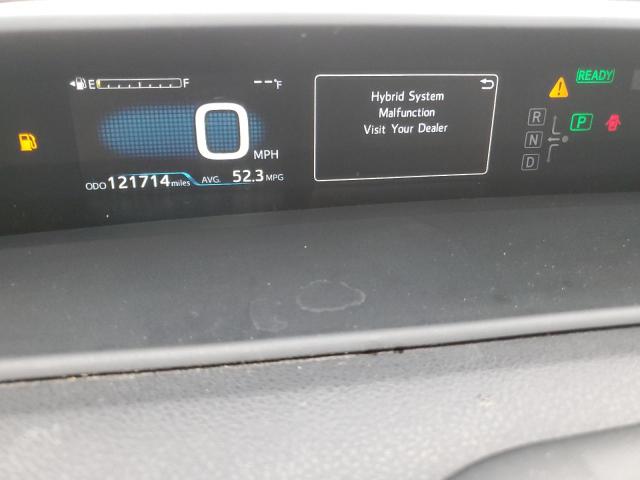 E F
--°F
0 MPH
ODO 121714 miles AVG. 52.3 MPG
Hybrid System
Malfunction
Visit Your Dealer
READY
R
P
N
D